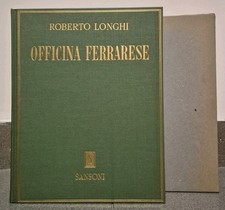 ROBERTO LONGHI
OFFICINA FERRARESE
SANSONI